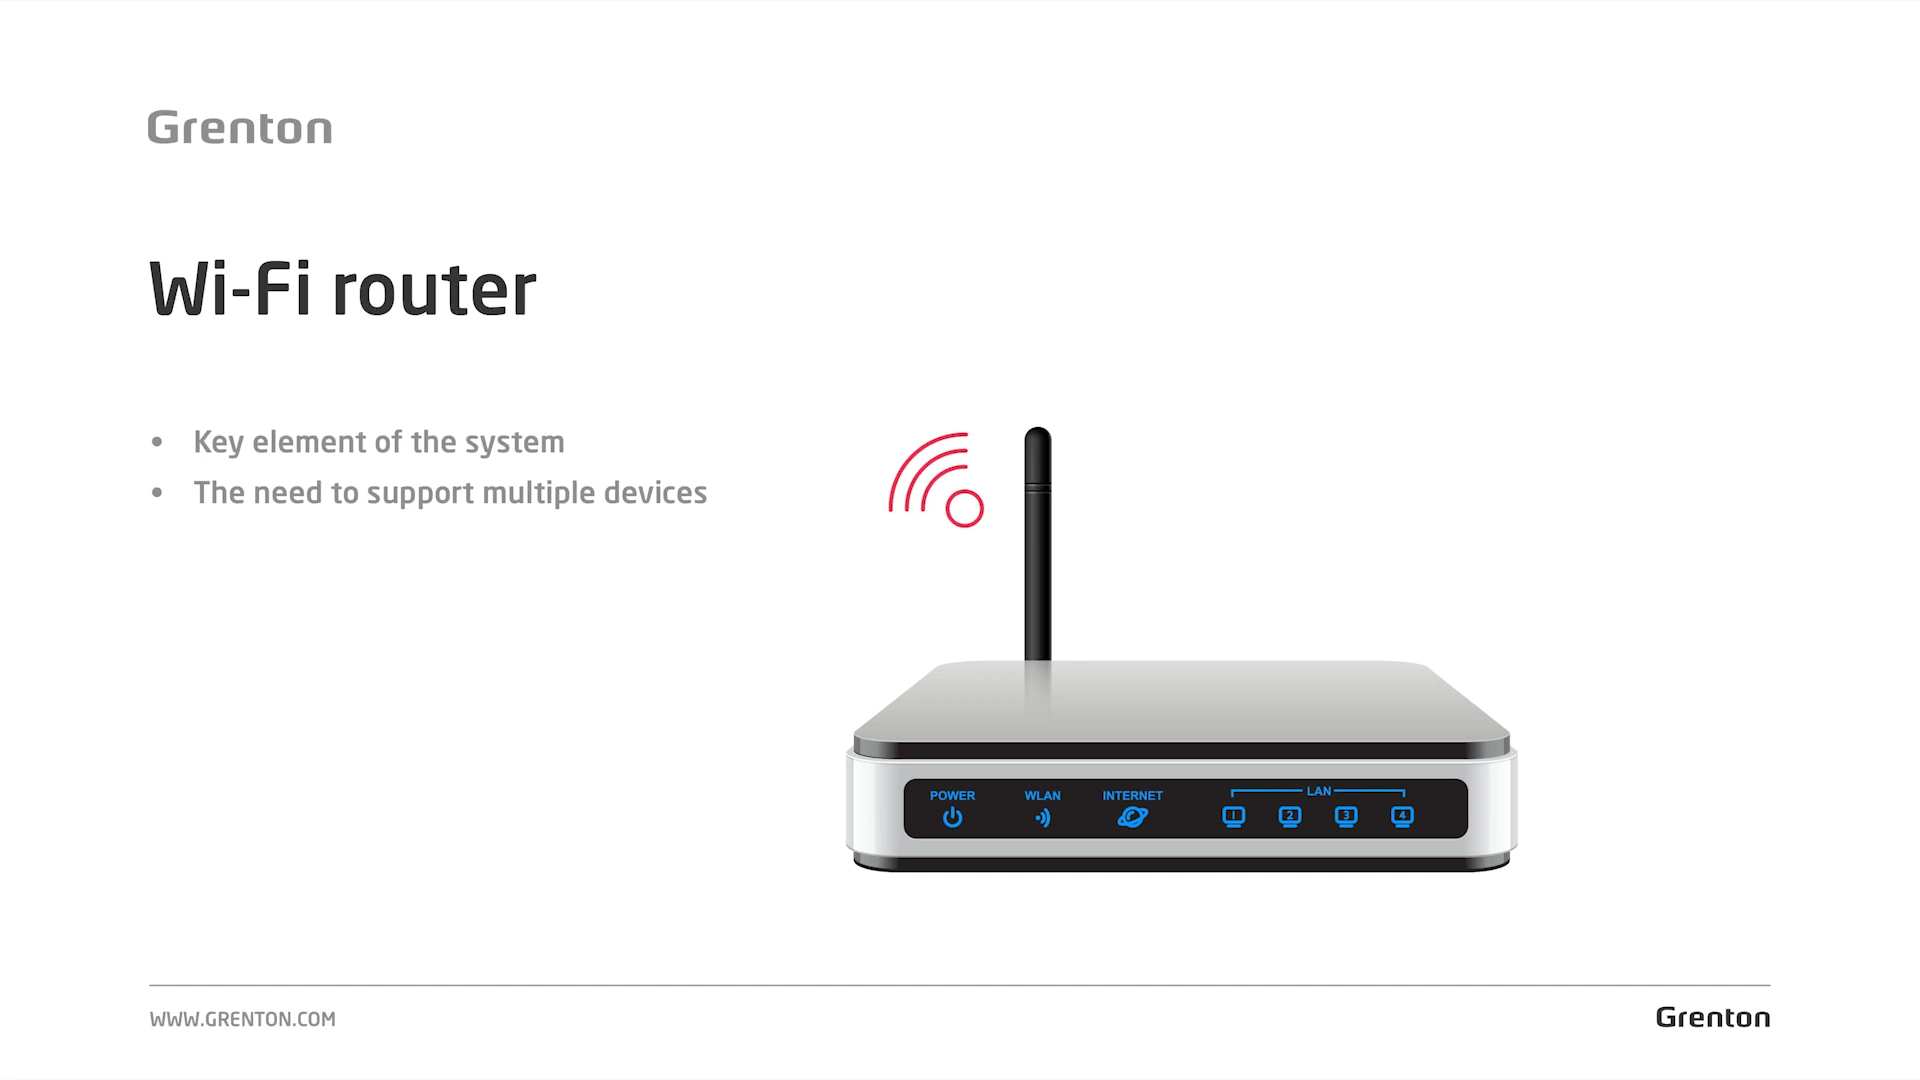 Grenton
Wi-Fi router
• Key element of the system
• The need to support multiple devices
POWER WLAN INTERNET LAN
1 2 3 4
WWW.GRENTON.COM
Grenton